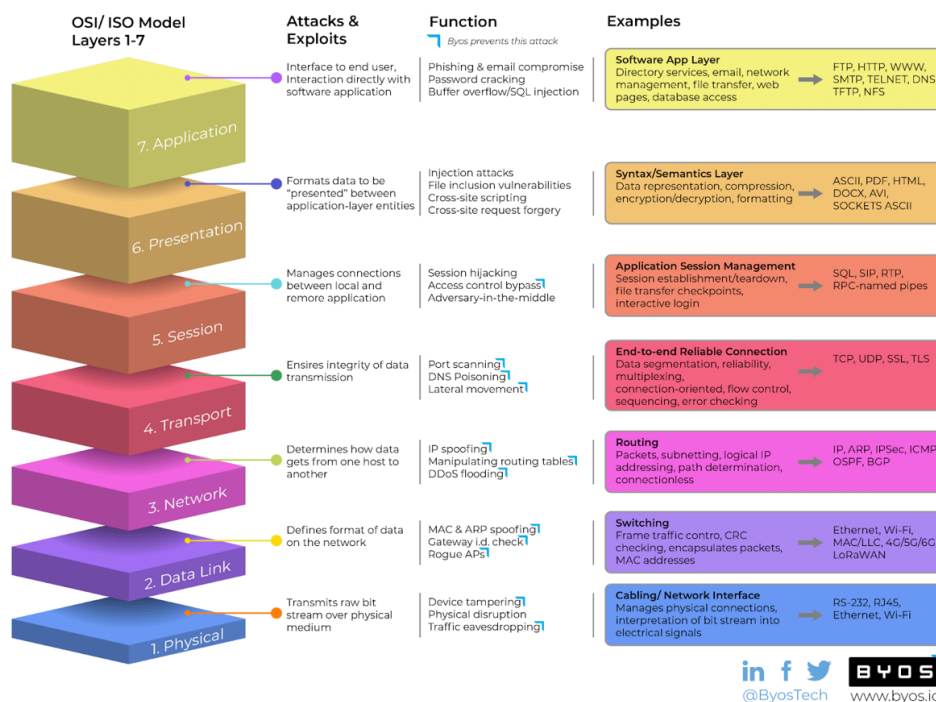 OSI/ ISO Model
Layers 1-7
Attacks &
Exploits
Function
Byos prevents this attack
Examples
7. Application
Interface to end user,
Interaction directly with
software application
Phishing & email compromise
Password cracking
Buffer overflow/SQL injection
Software App Layer
Directory services, email, network
management, file transfer, web
pages, database access
FTP, HTTP, WWW,
SMTP, TELNET, DNS
TFTP, NFS
6. Presentation
Formats data to be
“presented” between
application-layer entities
Injection attacks
File inclusion vulnerabilities
Cross-site scripting
Cross-site request forgery
Syntax/Semantics Layer
Data representation, compression,
encryption/decryption, formatting
ASCII, PDF, HTML,
DOCX, AVI,
SOCKETS ASCII
5. Session
Manages connections
between local and
remore application
Session hijacking
Access control bypass
Adversary-in-the-middle
Application Session Management
Session establishment/teardown,
file transfer checkpoints,
interactive login
SQL, SIP, RTP,
RPC-named pipes
4. Transport
Ensires integrity of data
transmission
Port scanning
DNS Poisoning
Lateral movement
End-to-end Reliable Connection
Data segmentation, reliability,
multiplexing,
connection-oriented, flow control,
sequencing, error checking
TCP, UDP, SSL, TLS
3. Network
Determines how data
gets from one host to
another
IP spoofing
Manipulating routing tables
DDoS flooding
Routing
Packets, subnetting, logical IP
addressing, path determination,
connectionless
IP, ARP, IPSec, ICMP
OSPF, BGP
2. Data Link
Defines format of data
on the network
MAC & ARP spoofing
Gateway i.d. check
Rogue APs
Switching
Frame traffic contro, CRC
checking, encapsulates packets,
MAC addresses
Ethernet, Wi-Fi,
MAC/LLC, 4G/5G/6G
LoRaWAN
1. Physical
Transmits raw bit
stream over physical
medium
Device tampering
Physical disruption
Traffic eavesdropping
Cabling/ Network Interface
Manages physical connections,
interpretation of bit stream into
electrical signals
RS-232, RJ45,
Ethernet, Wi-Fi
in f
BYOS
@ByosTech
www.byos.io